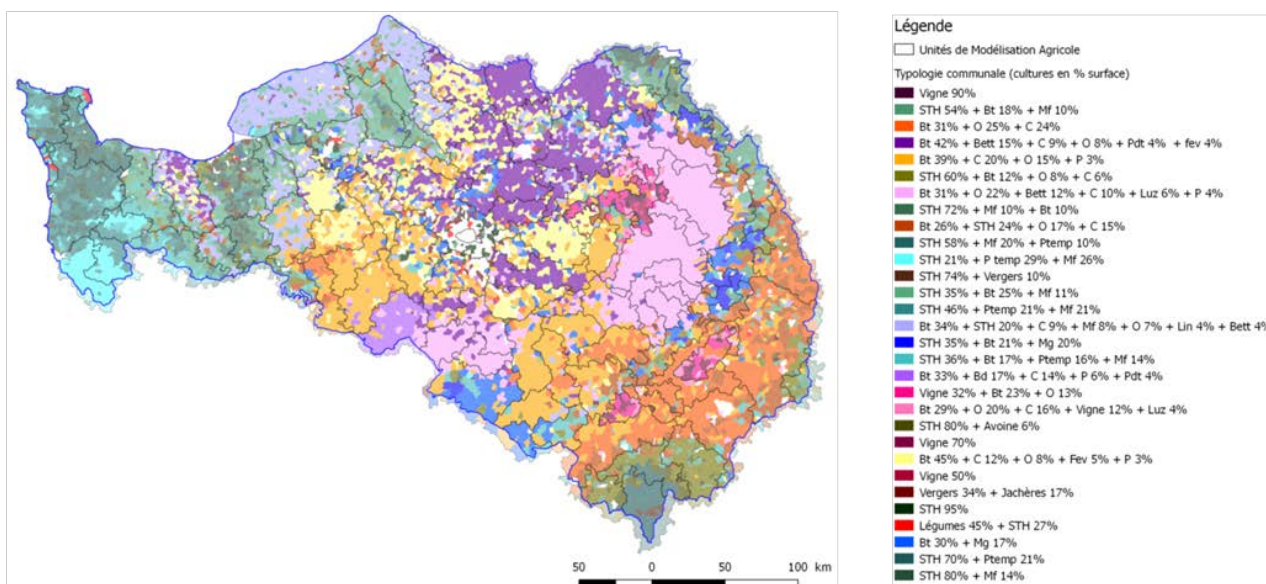 Légende
Unités de Modélisation Agricole
Typologie communale (cultures en % surface)
Vigne 90%
STH 54% + Bt 18% + Mf 10%
Bt 31% + O 25% + C 24%
Bt 42% + Bett 15% + C 9% + O 8% + Pdt 4% + fev 4%
Bt 39% + C 20% + O 15% + P 3%
STH 60% + Bt 12% + O 8% + C 6%
Bt 31% + O 22% + Bett 12% + C 10% + Luz 6% + P 4%
STH 72% + Mf 10% + Bt 10%
Bt 26% + STH 24% + O 17% + C 15%
STH 58% + Mf 20% + Ptemp 10%
STH 21% + P temp 29% + Mf 26%
STH 74% + Vergers 10%
STH 35% + Bt 25% + Mf 11%
STH 46% + Ptemp 21% + Mf 21%
Bt 34% + STH 20% + C 9% + Mf 8% + O 7% + Lin 4% + Bett 4%
STH 35% + Bt 21% + Mg 20%
STH 36% + Bt 17% + Ptemp 16% + Mf 14%
Bt 33% + Bd 17% + C 14% + P 6% + Pdt 4%
Vigne 32% + Bt 23% + O 13%
Bt 29% + O 20% + C 16% + Vigne 12% + Luz 4%
STH 80% + Avoine 6%
Vigne 70%
Bt 45% + C 12% + O 8% + Fev 5% + P 3%
Vigne 50%
Vergers 34% + Jachères 17%
STH 95%
Légumes 45% + STH 27%
Bt 30% + Mg 17%
STH 70% + Ptemp 21%
STH 80% + Mf 14%
50 0 50 100 km